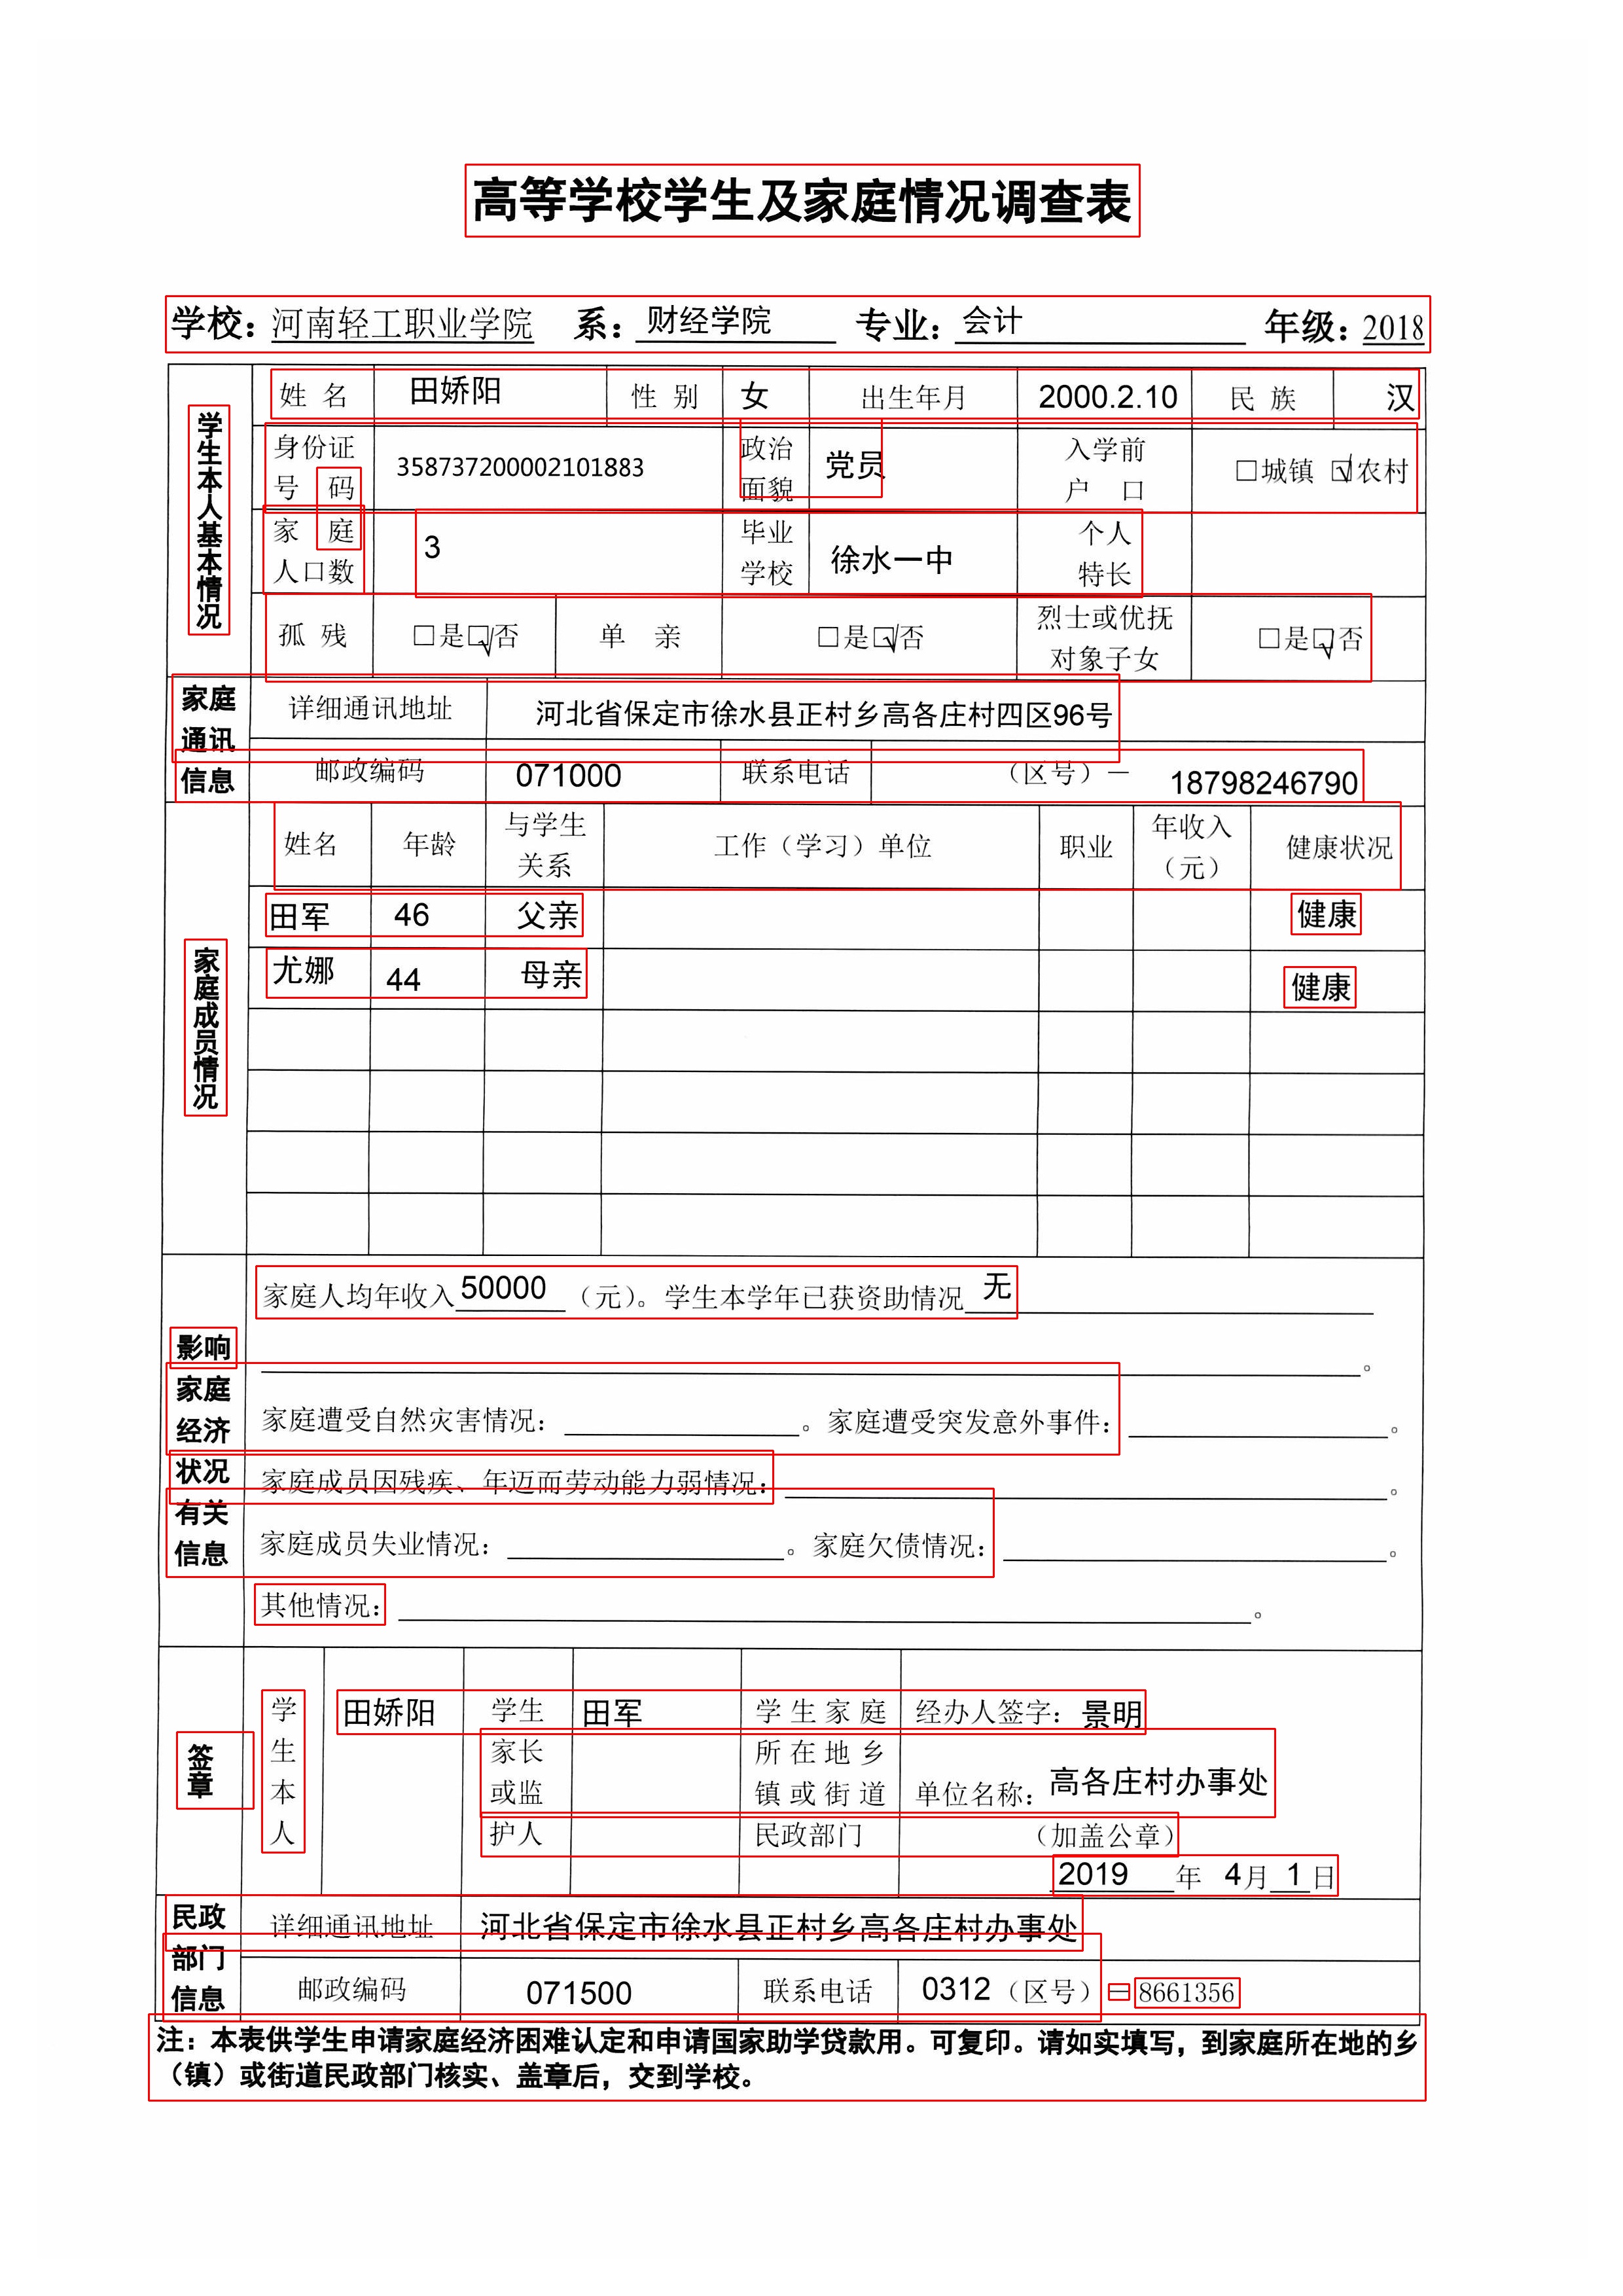 高等学校学生及家庭情况调查表
学校：河南轻工职业学院 系：财经学院 专业：会计 年级：2018
学生本人基本情况
姓 名 田娇阳 性 别 女 出生年月 2000.2.10 民 族 汉
身份证号 码 358737200002101883 政治面貌 党员 入学前户 口 □城镇 ☑农村
家 庭人口数 3 毕业学校 徐水一中 个人特长
孤 残 □是☑否 单 亲 □是☑否 烈士或优抚对象子女 □是☑否
家庭通讯信息
详细通讯地址 河北省保定市徐水县正村乡高各庄村四区96号
邮政编码 071000 联系电话 （区号）－ 18798246790
家庭成员情况
姓名 年龄 与学生关系 工作（学习）单位 职业 年收入（元） 健康状况
田军 46 父亲 健康
尤娜 44 母亲 健康
影响家庭经济状况有关信息
家庭人均年收入50000（元）。学生本学年已获资助情况 无
。
家庭遭受自然灾害情况： 。家庭遭受突发意外事件： 。
家庭成员因残疾、年迈而劳动能力弱情况： 。
家庭成员失业情况： 。家庭欠债情况： 。
其他情况： 。
签章
学生本人 田娇阳 学生家长或监护人 田军 学生家庭所在地乡镇或街道民政部门 经办人签字：景明
单位名称：高各庄村办事处
（加盖公章）
2019 年 4月 1 日
民政部门信息
详细通讯地址 河北省保定市徐水县正村乡高各庄村办事处
邮政编码 071500 联系电话 0312（区号）－8661356
注：本表供学生申请家庭经济困难认定和申请国家助学贷款用。可复印。请如实填写，到家庭所在地的乡
（镇）或街道民政部门核实、盖章后，交到学校。